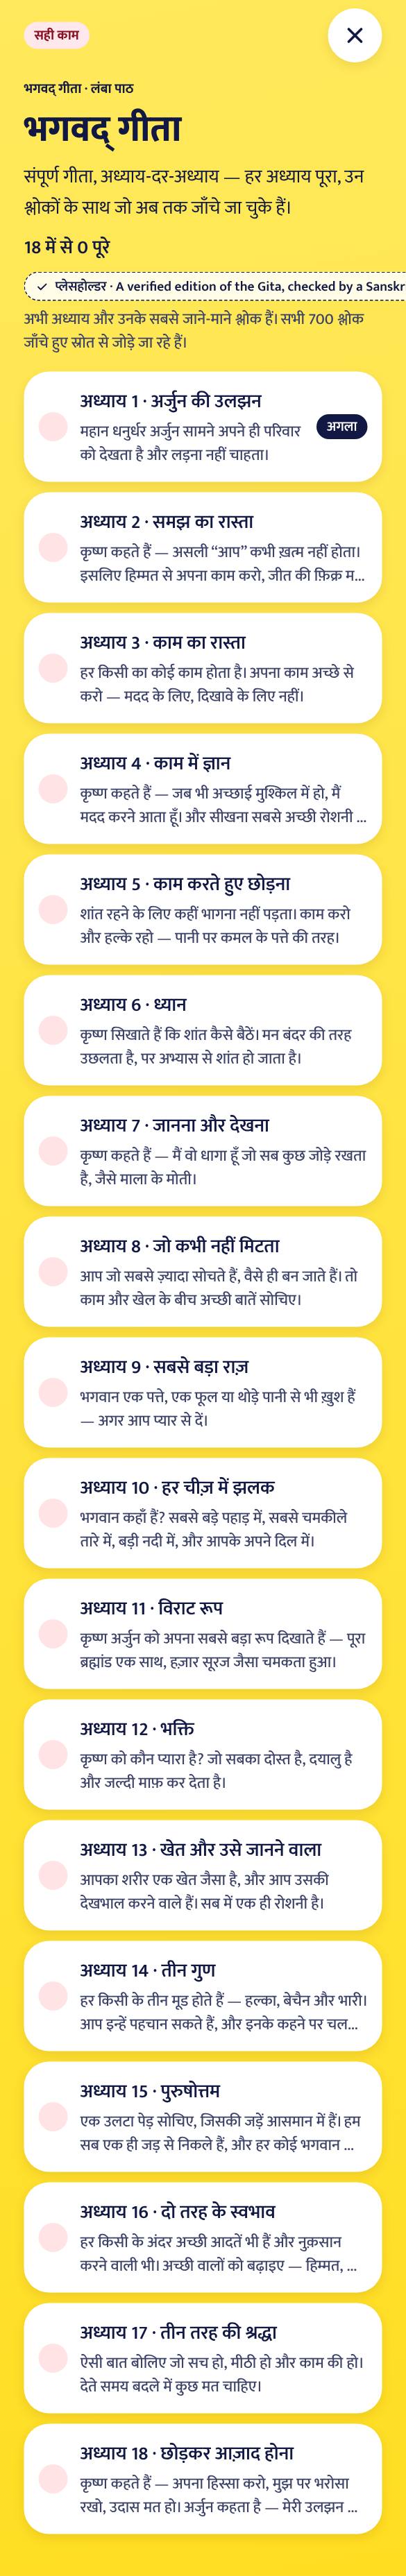 सही काम
भगवद् गीता · लंबा पाठ
भगवद् गीता
संपूर्ण गीता, अध्याय-दर-अध्याय — हर अध्याय पूरा, उन
श्लोकों के साथ जो अब तक जाँचे जा चुके हैं।
18 में से 0 पूरे
✓ प्लेसहोल्डर · A verified edition of the Gita, checked by a Sanskr
अभी अध्याय और उनके सबसे जाने-माने श्लोक हैं। सभी 700 श्लोक
जाँचे हुए स्रोत से जोड़े जा रहे हैं।
अध्याय 1 · अर्जुन की उलझन
महान धनुर्धर अर्जुन सामने अपने ही परिवार
को देखता है और लड़ना नहीं चाहता।
अगला
अध्याय 2 · समझ का रास्ता
कृष्ण कहते हैं — असली “आप” कभी ख़त्म नहीं होता।
इसलिए हिम्मत से अपना काम करो, जीत की फ़िक्र म...
अध्याय 3 · काम का रास्ता
हर किसी का कोई काम होता है। अपना काम अच्छे से
करो — मदद के लिए, दिखावे के लिए नहीं।
अध्याय 4 · काम में ज्ञान
कृष्ण कहते हैं — जब भी अच्छाई मुश्किल में हो, मैं
मदद करने आता हूँ। और सीखना सबसे अच्छी रोशनी ...
अध्याय 5 · काम करते हुए छोड़ना
शांत रहने के लिए कहीं भागना नहीं पड़ता। काम करो
और हल्के रहो — पानी पर कमल के पत्ते की तरह।
अध्याय 6 · ध्यान
कृष्ण सिखाते हैं कि शांत कैसे बैठें। मन बंदर की तरह
उछलता है, पर अभ्यास से शांत हो जाता है।
अध्याय 7 · जानना और देखना
कृष्ण कहते हैं — मैं वो धागा हूँ जो सब कुछ जोड़े रखता
है, जैसे माला के मोती।
अध्याय 8 · जो कभी नहीं मिटता
आप जो सबसे ज़्यादा सोचते हैं, वैसे ही बन जाते हैं। तो
काम और खेल के बीच अच्छी बातें सोचिए।
अध्याय 9 · सबसे बड़ा राज़
भगवान एक पत्ते, एक फूल या थोड़े पानी से भी ख़ुश हैं
— अगर आप प्यार से दें।
अध्याय 10 · हर चीज़ में झलक
भगवान कहाँ हैं? सबसे बड़े पहाड़ में, सबसे चमकीले
तारे में, बड़ी नदी में, और आपके अपने दिल में।
अध्याय 11 · विराट रूप
कृष्ण अर्जुन को अपना सबसे बड़ा रूप दिखाते हैं — पूरा
ब्रह्मांड एक साथ, हज़ार सूरज जैसा चमकता हुआ।
अध्याय 12 · भक्ति
कृष्ण को कौन प्यारा है? जो सबका दोस्त है, दयालु है
और जल्दी माफ़ कर देता है।
अध्याय 13 · खेत और उसे जानने वाला
आपका शरीर एक खेत जैसा है, और आप उसकी
देखभाल करने वाले हैं। सब में एक ही रोशनी है।
अध्याय 14 · तीन गुण
हर किसी के तीन मूड होते हैं — हल्का, बेचैन और भारी।
आप इन्हें पहचान सकते हैं, और इनके कहने पर चल...
अध्याय 15 · पुरुषोत्तम
एक उलटा पेड़ सोचिए, जिसकी जड़ें आसमान में हैं। हम
सब एक ही जड़ से निकले हैं, और हर कोई भगवान ...
अध्याय 16 · दो तरह के स्वभाव
हर किसी के अंदर अच्छी आदतें भी हैं और नुक़सान
करने वाली भी। अच्छी वालों को बढ़ाइए — हिम्मत, ...
अध्याय 17 · तीन तरह की श्रद्धा
ऐसी बात बोलिए जो सच हो, मीठी हो और काम की हो।
देते समय बदले में कुछ मत चाहिए।
अध्याय 18 · छोड़कर आज़ाद होना
कृष्ण कहते हैं — अपना हिस्सा करो, मुझ पर भरोसा
रखो, उदास मत हो। अर्जुन कहता है — मेरी उलझन ...